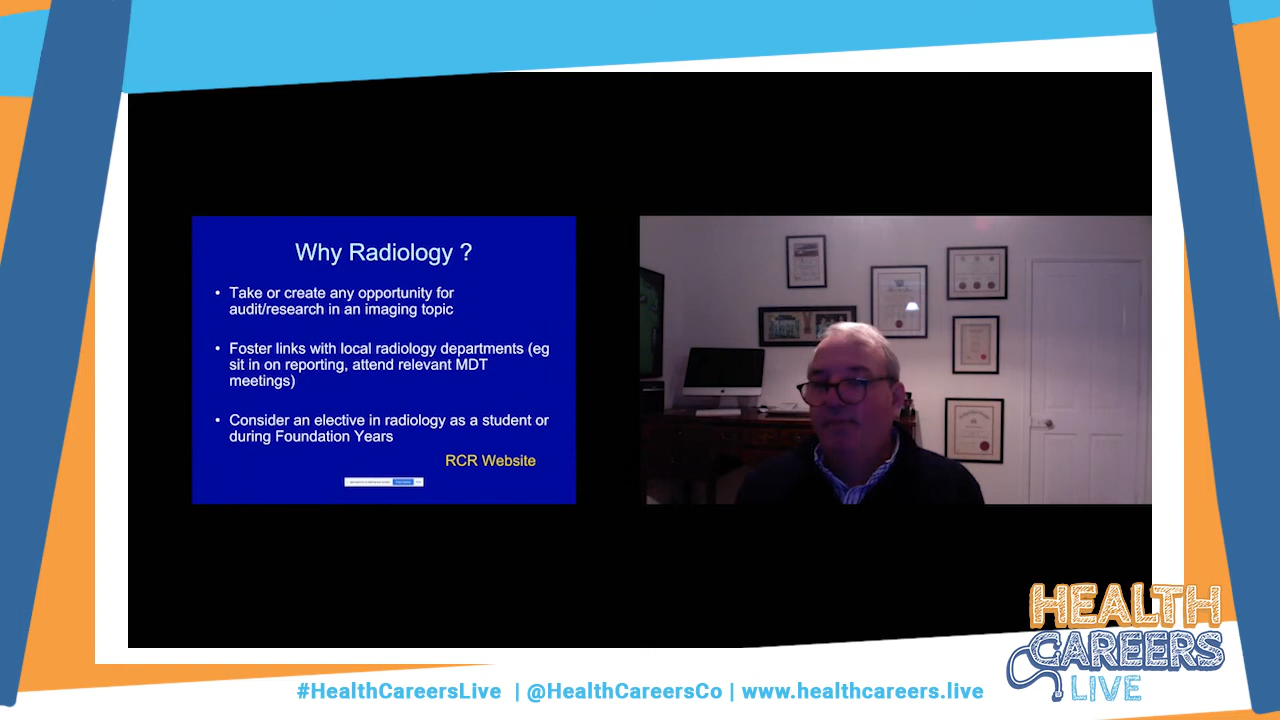 Why Radiology ?
• Take or create any opportunity for
audit/research in an imaging topic
• Foster links with local radiology departments (eg
sit in on reporting, attend relevant MDT
meetings)
• Consider an elective in radiology as a student or
during Foundation Years
RCR Website
HEALTH
CAREERS
LIVE
#HealthCareersLive | @HealthCareersCo | www.healthcareers.live